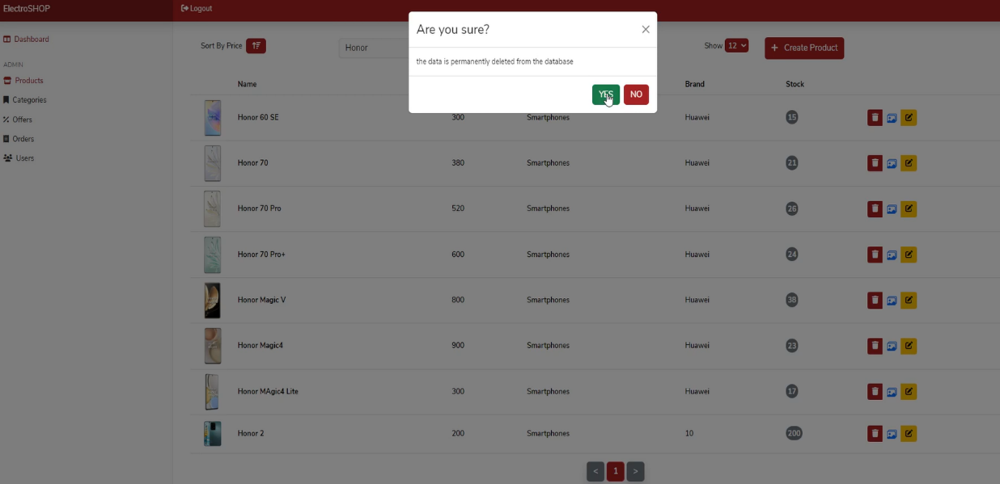 ElectroSHOP
Logout
Dashboard
ADMIN
Products
Categories
Offers
Orders
Users
Sort By Price
Honor
Show 12
+ Create Product
Are you sure?
the data is permanently deleted from the database
YES NO
Name Brand Stock
Honor 60 SE 300 Smartphones Huawei 15
Honor 70 380 Smartphones Huawei 21
Honor 70 Pro 520 Smartphones Huawei 26
Honor 70 Pro+ 600 Smartphones Huawei 24
Honor Magic V 800 Smartphones Huawei 38
Honor Magic4 900 Smartphones Huawei 23
Honor MAgic4 Lite 300 Smartphones Huawei 17
Honor 2 200 Smartphones 10 200
< 1 >